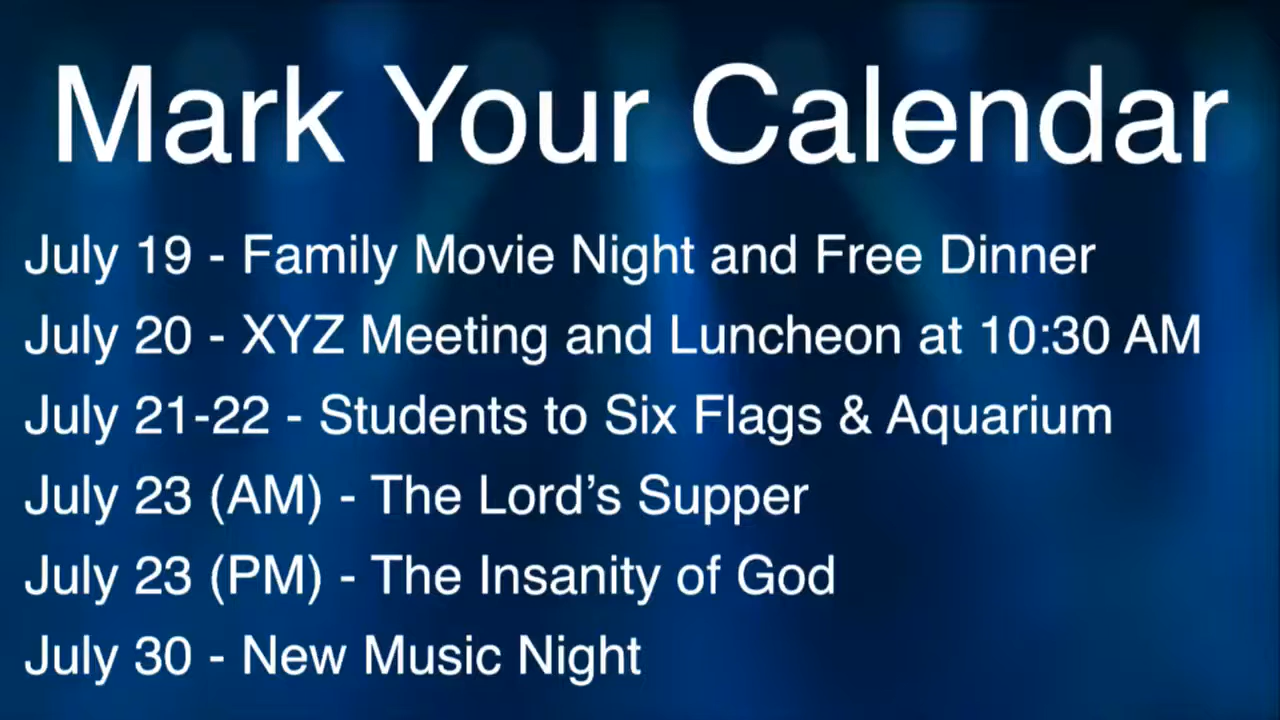 Mark Your Calendar
July 19 - Family Movie Night and Free Dinner
July 20 - XYZ Meeting and Luncheon at 10:30 AM
July 21-22 - Students to Six Flags & Aquarium
July 23 (AM) - The Lord’s Supper
July 23 (PM) - The Insanity of God
July 30 - New Music Night